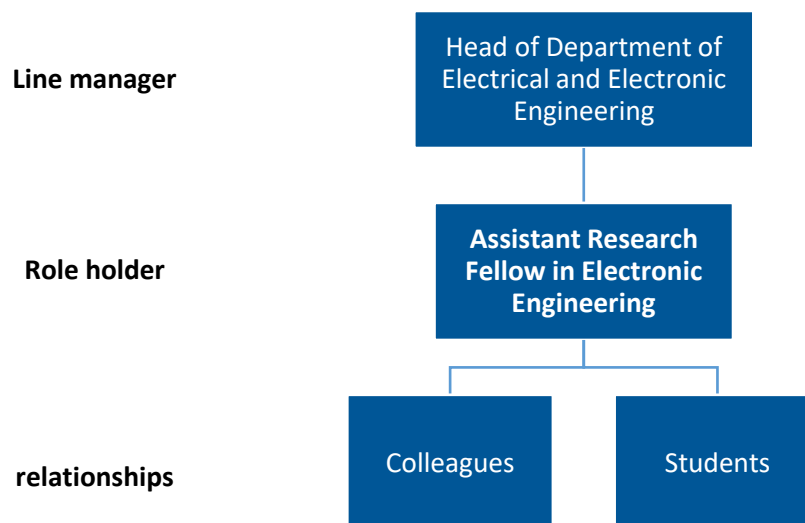 Line manager
Head of Department of
Electrical and Electronic
Engineering
Role holder
Assistant Research
Fellow in Electronic
Engineering
relationships
Colleagues
Students